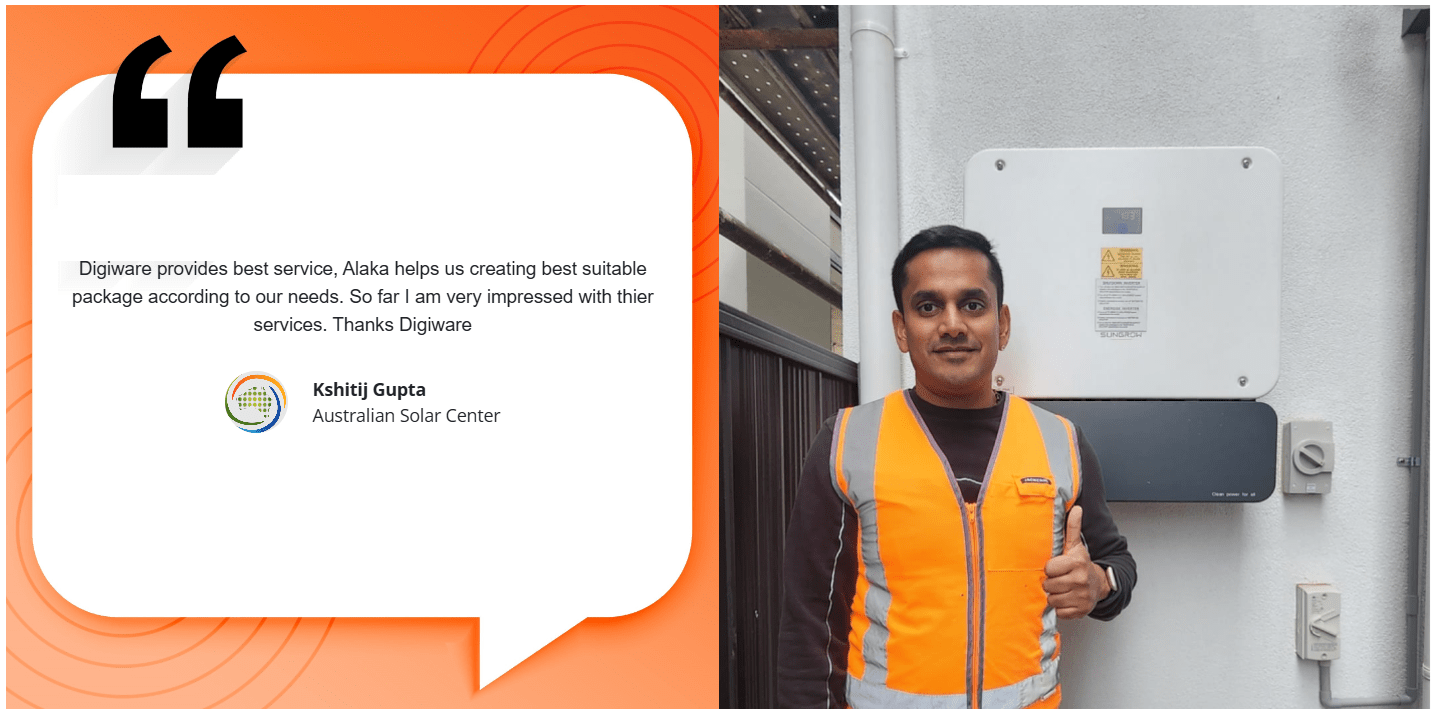 Digiware provides best service, Alaka helps us creating best suitable
package according to our needs. So far I am very impressed with thier
services. Thanks Digiware
Kshitij Gupta
Australian Solar Center
WARNING
SUNGROW
Clean power for all